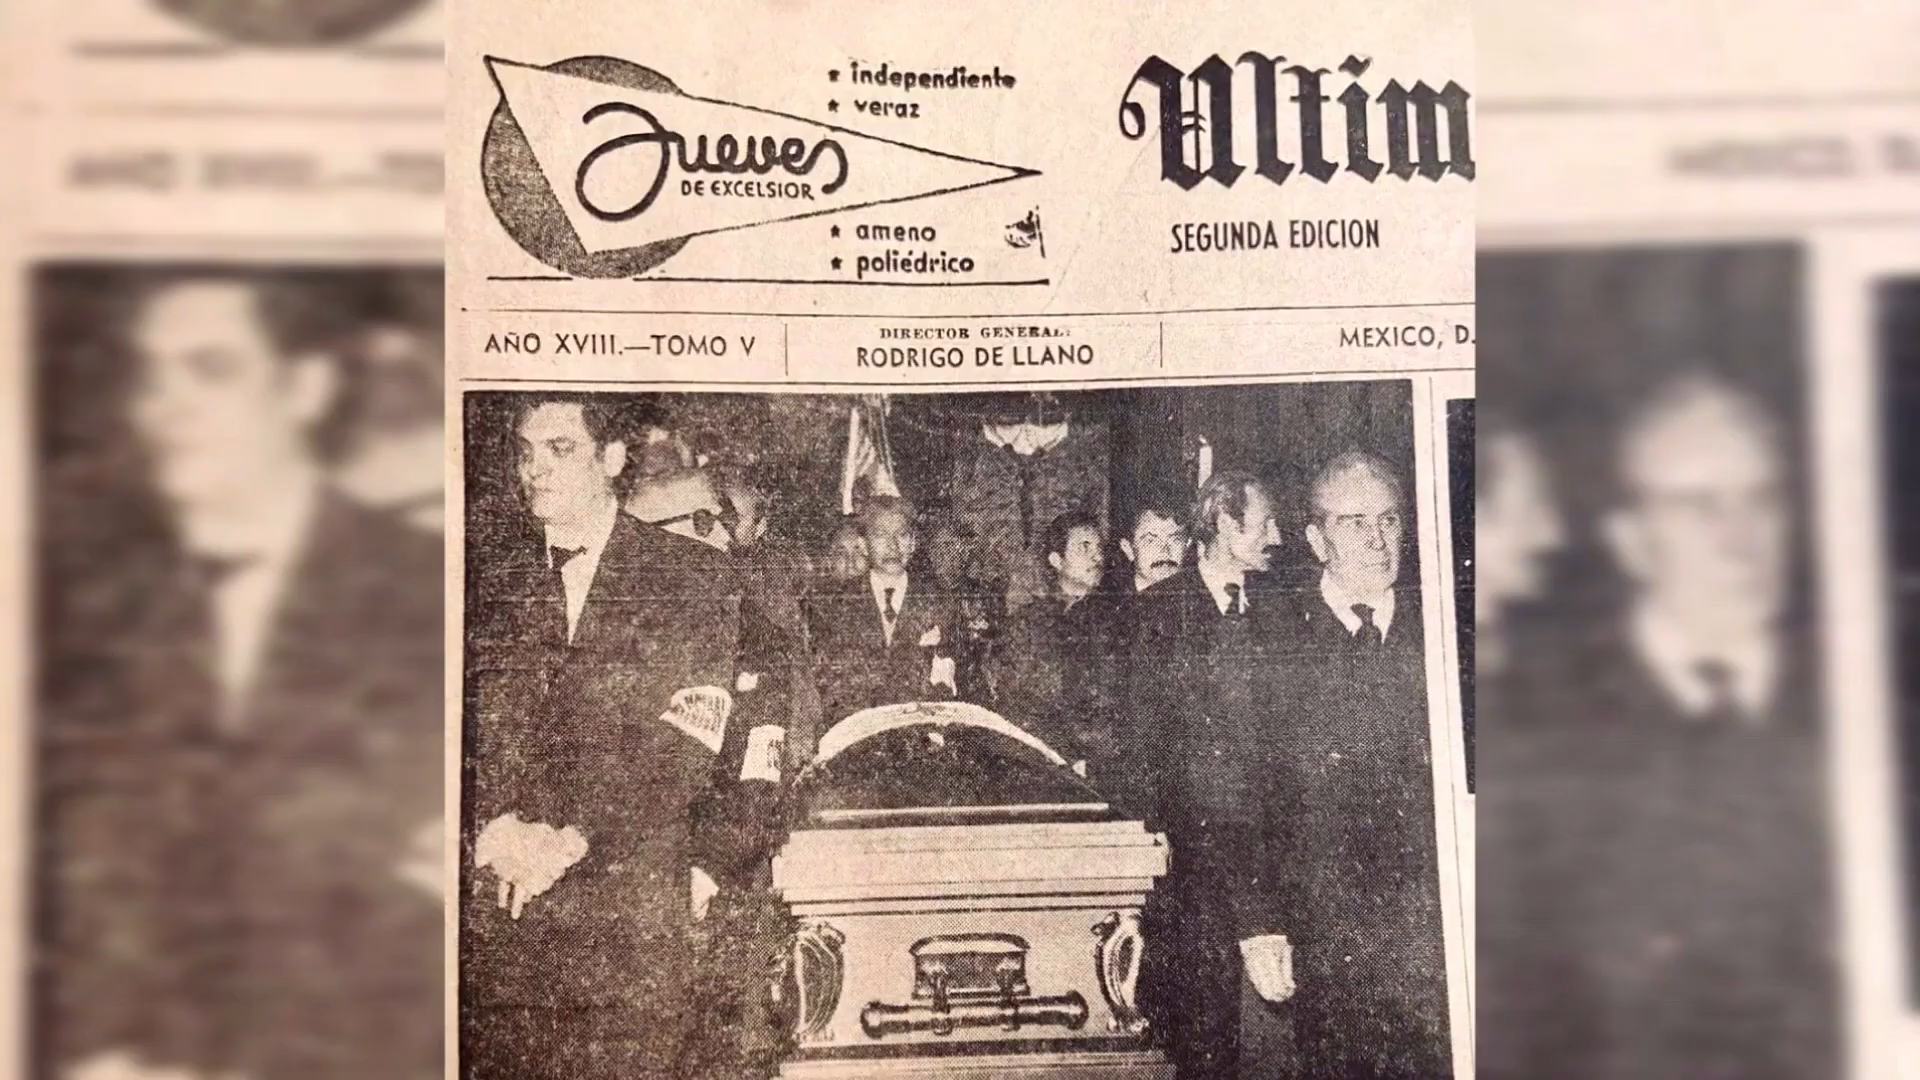 Jueves
DE EXCELSIOR
* independiente
* veraz
* ameno
* poliédrico
Ultim
SEGUNDA EDICION
AÑO XVIII.—TOMO V
DIRECTOR GENERAL:
RODRIGO DE LLANO
MEXICO, D.